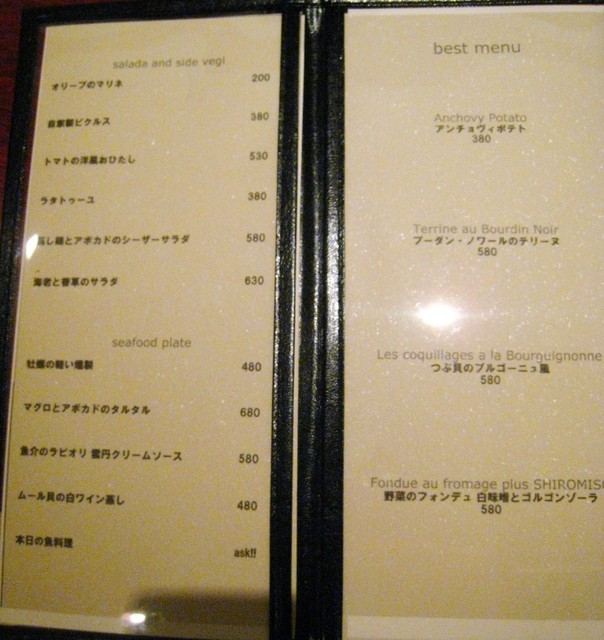 salada and side vegi
オリーブのマリネ 200
自家製ピクルス 380
トマトの洋風おひたし 530
ラタトゥーユ 380
蒸し鶏とアボカドのシーザーサラダ 580
海老と香草のサラダ 630
seafood plate
牡蠣の軽い燻製 480
マグロとアボカドのタルタル 680
魚介のラビオリ 雲丹クリームソース 580
ムール貝の白ワイン蒸し 480
本日の魚料理 ask!!
best menu
Anchovy Potato
アンチョヴィポテト
380
Terrine au Bourdin Noir
ブーダン・ノワールのテリーヌ
580
Les coquillages a la Bourguignonne
つぶ貝のブルゴーニュ風
580
Fondue au fromage plus SHIROMISO
野菜のフォンデュ 白味噌とゴルゴンゾーラ
580